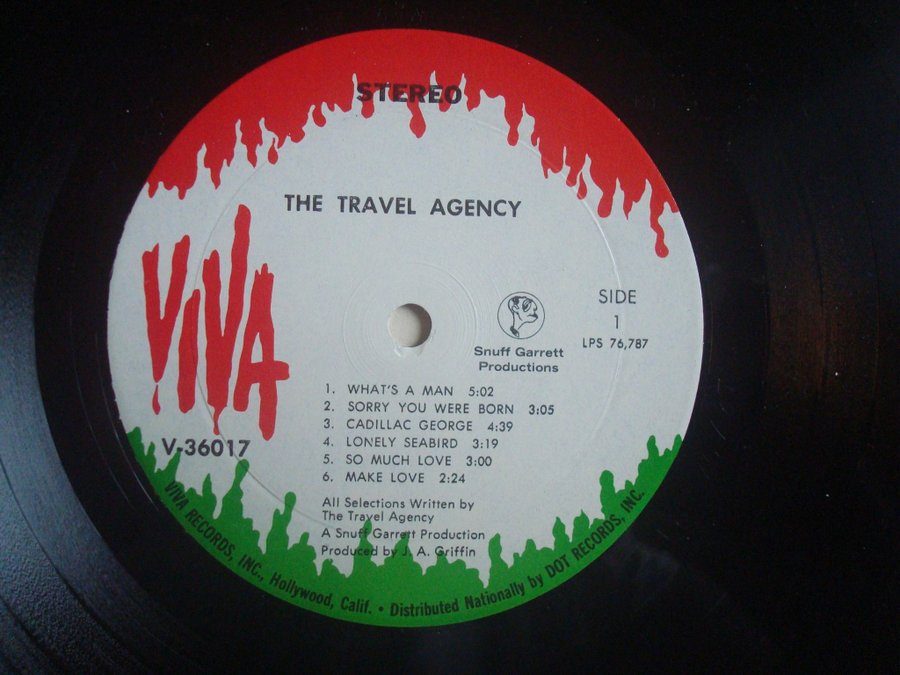 STEREO
THE TRAVEL AGENCY
VIVA
V-36017
SIDE
1
LPS 76,787
Snuff Garrett
Productions
1. WHAT'S A MAN 5:02
2. SORRY YOU WERE BORN 3:05
3. CADILLAC GEORGE 4:39
4. LONELY SEABIRD 3:19
5. SO MUCH LOVE 3:00
6. MAKE LOVE 2:24
All Selections Written by
The Travel Agency
A Snuff Garrett Production
Produced by J. A. Griffin
VIVA RECORDS, INC., Hollywood, Calif. • Distributed Nationally by DOT RECORDS, INC.